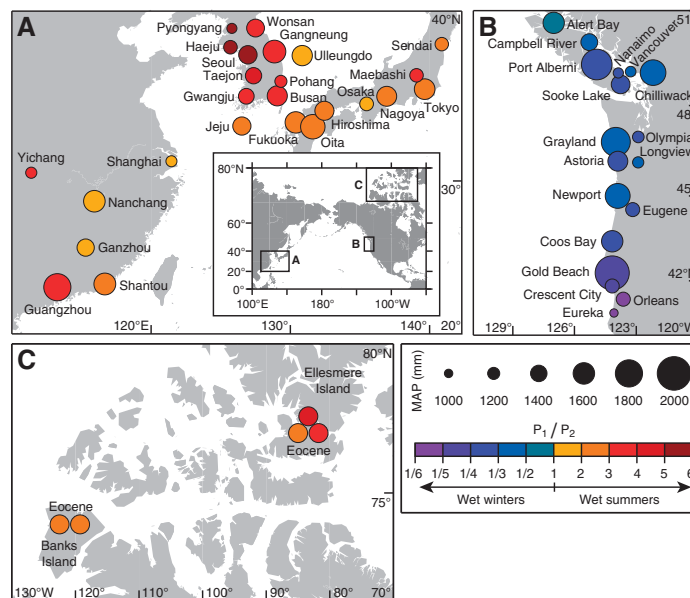 A
Pyongyang
Wonsan
Gangneung
Haeju
Seoul
Ulleungdo
Sendai
40°N
Taejon
Pohang
Maebashi
Gwangju
Busan
Osaka
Tokyo
Nagoya
Jeju
Hiroshima
Fukuoka
Oita
Yichang
Shanghai
Nanchang
Ganzhou
Guangzhou
Shantou
30°
120°E
130°
140°
20°
80°N
60°
40°
20°
0°
100°E
180°
100°W
A
B
C
B
51°
Alert Bay
Campbell River
Nanaimo
Vancouver
Port Alberni
Sooke Lake
Chilliwack
48°
Grayland
Olympia
Longview
Astoria
45°
Newport
Eugene
Coos Bay
Gold Beach
42°
Crescent City
Orleans
Eureka
129°
126°
123°
120°W
C
80°N
Ellesmere
Island
Eocene
75°
Eocene
Banks
Island
130°W
120°
110°
100°
90°
80°
70°
MAP (mm)
1000 1200 1400 1600 1800 2000
P1 / P2
1/6 1/5 1/4 1/3 1/2 1 2 3 4 5 6
Wet winters Wet summers